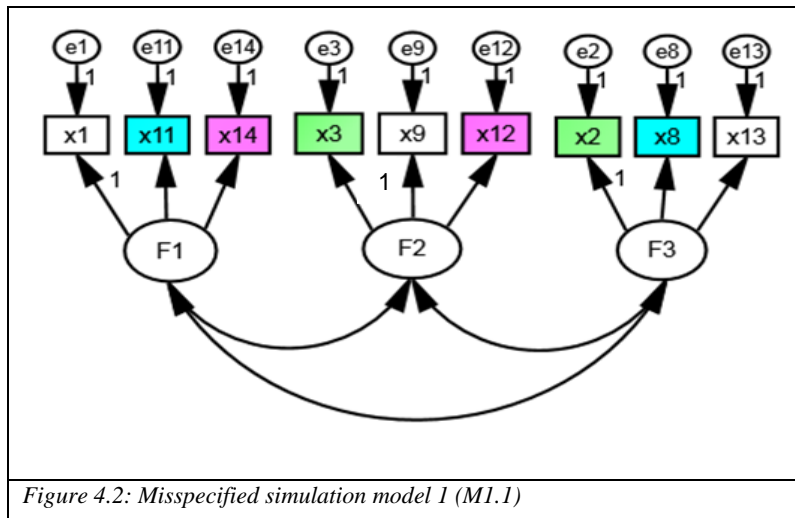 e1 e11 e14 e3 e9 e12 e2 e8 e13
1 1 1 1 1 1 1 1 1
x1 x11 x14 x3 x9 x12 x2 x8 x13
1 1 1
F1 F2 F3
Figure 4.2: Misspecified simulation model 1 (M1.1)